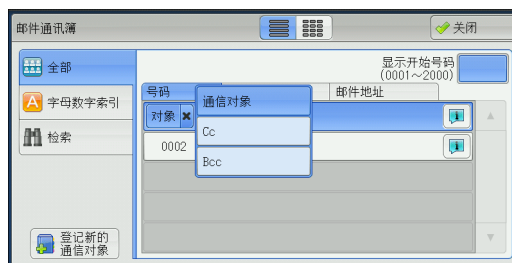 邮件通讯簿
关闭
全部
显示开始号码
(0001～2000)
字母数字索引
号码
邮件地址
通信对象
对象
检索
Cc
0002
Bcc
登记新的
通信对象